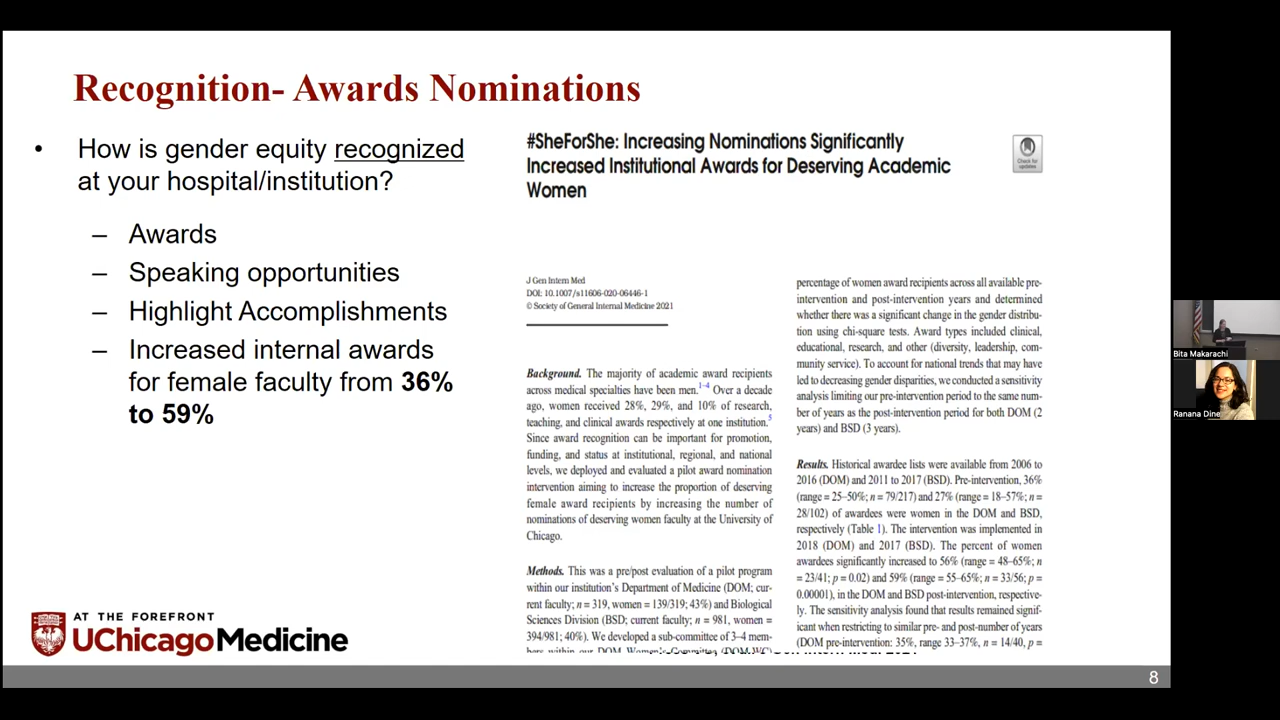 Recognition- Awards Nominations
• How is gender equity recognized
at your hospital/institution?
– Awards
– Speaking opportunities
– Highlight Accomplishments
– Increased internal awards
for female faculty from 36%
to 59%
#SheForShe: Increasing Nominations Significantly
Increased Institutional Awards for Deserving Academic
Women
Check for
updates
J Gen Intern Med
DOI: 10.1007/s11606-020-06446-1
© Society of General Internal Medicine 2021
Background. The majority of academic award recipients
across medical specialties have been men.1–4 Over a decade
ago, women received 28%, 29%, and 10% of research,
teaching, and clinical awards respectively at one institution.5
Since award recognition can be important for promotion,
funding, and status at institutional, regional, and national
levels, we deployed and evaluated a pilot award nomination
intervention aiming to increase the proportion of deserving
female award recipients by increasing the number of
nominations of deserving women faculty at the University of
Chicago.
Methods. This was a pre/post evaluation of a pilot program
within our institution's Department of Medicine (DOM; cur-
rent faculty; n = 319, women = 139/319; 43%) and Biological
Sciences Division (BSD; current faculty; n = 981, women =
394/981; 40%). We developed a sub-committee of 3–4 mem-
bers within our DOM Women's Committee (DOM-WC)
percentage of women award recipients across all available pre-
intervention and post-intervention years and determined
whether there was a significant change in the gender distribu-
tion using chi-square tests. Award types included clinical,
educational, research, and other (diversity, leadership, com-
munity service). To account for national trends that may have
led to decreasing gender disparities, we conducted a sensitivity
analysis limiting our pre-intervention period to the same num-
ber of years as the post-intervention period for both DOM (2
years) and BSD (3 years).
Results. Historical awardee lists were available from 2006 to
2016 (DOM) and 2011 to 2017 (BSD). Pre-intervention, 36%
(range = 25–50%; n = 79/217) and 27% (range = 18–57%; n =
28/102) of awardees were women in the DOM and BSD,
respectively (Table 1). The intervention was implemented in
2018 (DOM) and 2017 (BSD). The percent of women
awardees significantly increased to 56% (range = 48–65%; n
= 23/41; p = 0.02) and 59% (range = 55–65%; n = 33/56; p =
0.00001), in the DOM and BSD post-intervention, respective-
ly. The sensitivity analysis found that results remained signif-
icant when restricting to similar pre- and post-number of years
(DOM pre-intervention: 35%, range 33–37%, n = 14/40, p =
AT THE FOREFRONT
UChicagoMedicine
8
Bita Makarachi
Ranana Dine